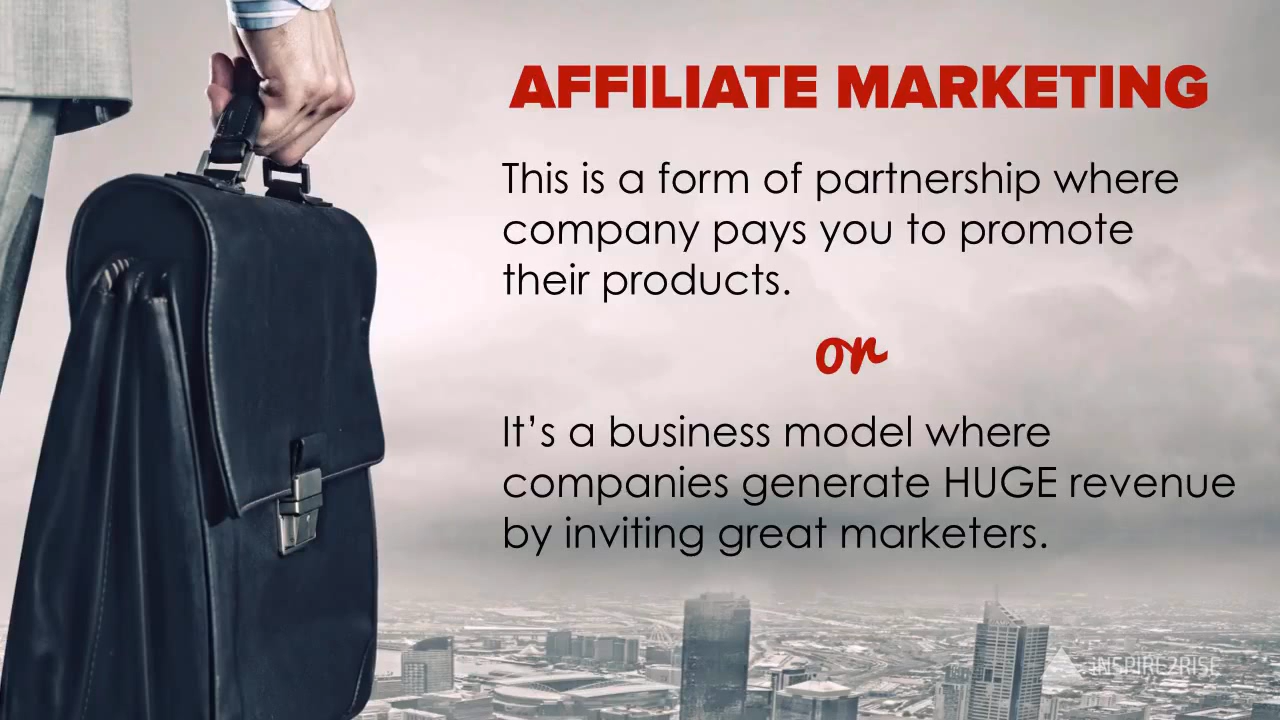 AFFILIATE MARKETING
This is a form of partnership where
company pays you to promote
their products.
or
It's a business model where
companies generate HUGE revenue
by inviting great marketers.
INSPIRE2RISE